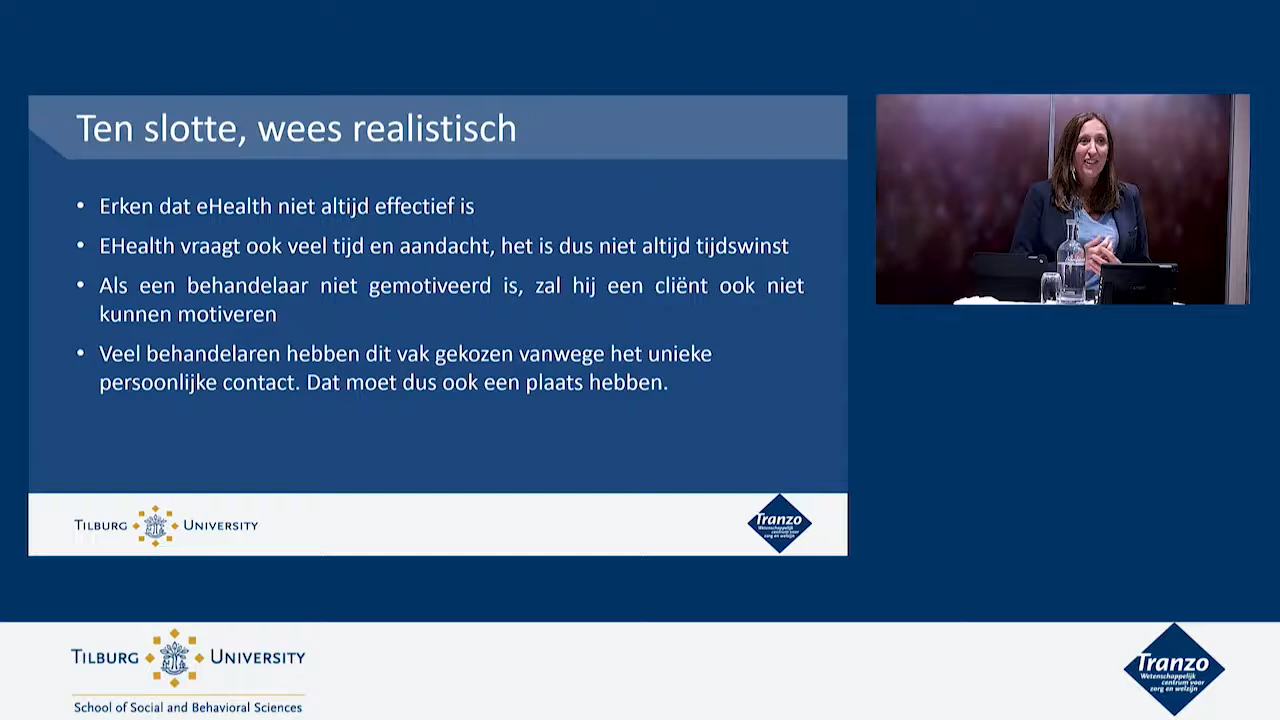 Ten slotte, wees realistisch
• Erken dat eHealth niet altijd effectief is
• EHealth vraagt ook veel tijd en aandacht, het is dus niet altijd tijdswinst
• Als een behandelaar niet gemotiveerd is, zal hij een cliënt ook niet
kunnen motiveren
• Veel behandelaren hebben dit vak gekozen vanwege het unieke
persoonlijke contact. Dat moet dus ook een plaats hebben.
TILBURG UNIVERSITY
Tranzo
Wetenschappelijk
centrum voor
zorg en welzijn
TILBURG UNIVERSITY
School of Social and Behavioral Sciences
Tranzo
Wetenschappelijk
centrum voor
zorg en welzijn